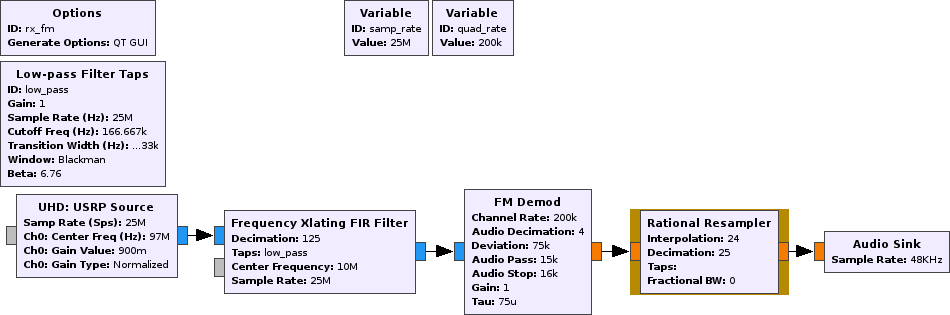 Options
ID: rx_fm
Generate Options: QT GUI
Variable
ID: samp_rate
Value: 25M
Variable
ID: quad_rate
Value: 200k
Low-pass Filter Taps
ID: low_pass
Gain: 1
Sample Rate (Hz): 25M
Cutoff Freq (Hz): 166.667k
Transition Width (Hz): ...33k
Window: Blackman
Beta: 6.76
UHD: USRP Source
Samp Rate (Sps): 25M
Ch0: Center Freq (Hz): 97M
Ch0: Gain Value: 900m
Ch0: Gain Type: Normalized
Frequency Xlating FIR Filter
Decimation: 125
Taps: low_pass
Center Frequency: 10M
Sample Rate: 25M
FM Demod
Channel Rate: 200k
Audio Decimation: 4
Deviation: 75k
Audio Pass: 15k
Audio Stop: 16k
Gain: 1
Tau: 75u
Rational Resampler
Interpolation: 24
Decimation: 25
Taps:
Fractional BW: 0
Audio Sink
Sample Rate: 48KHz